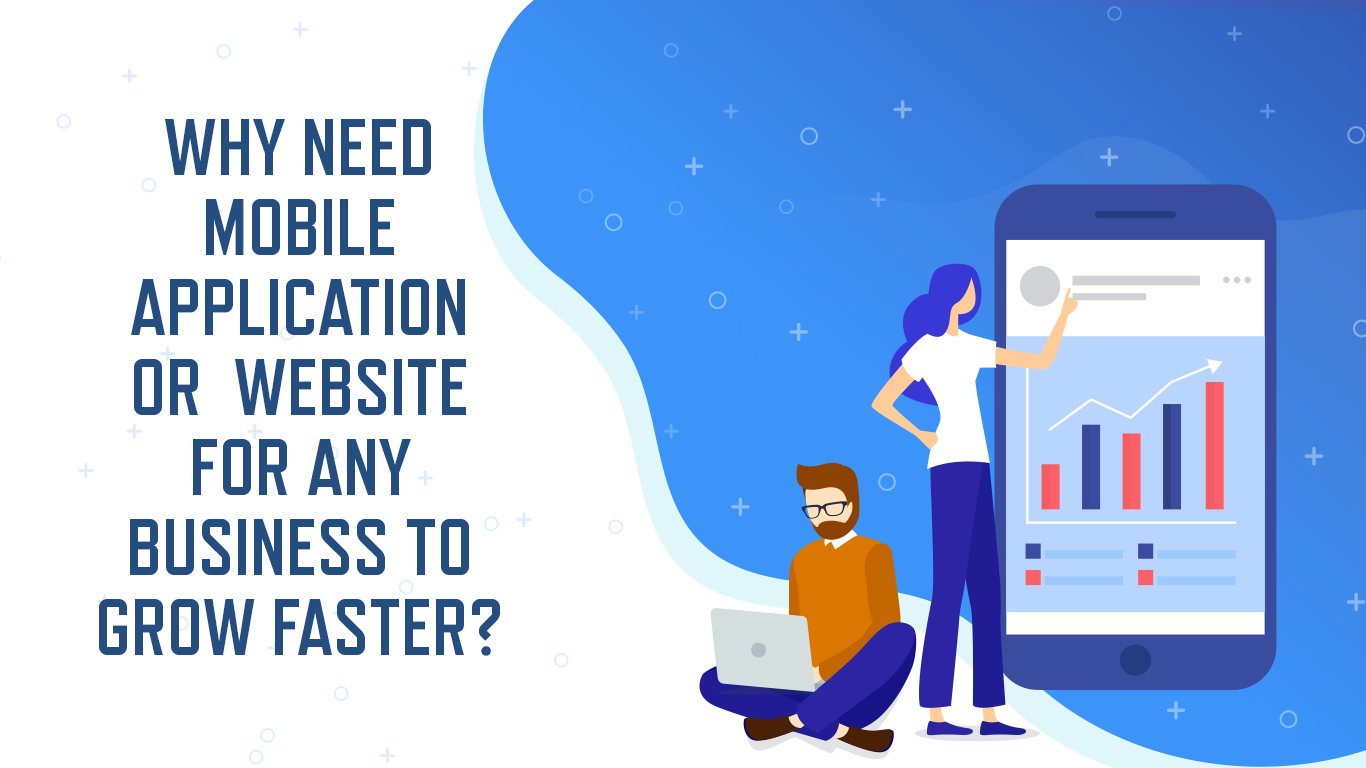 WHY NEED
MOBILE
APPLICATION
OR WEBSITE
FOR ANY
BUSINESS TO
GROW FASTER?